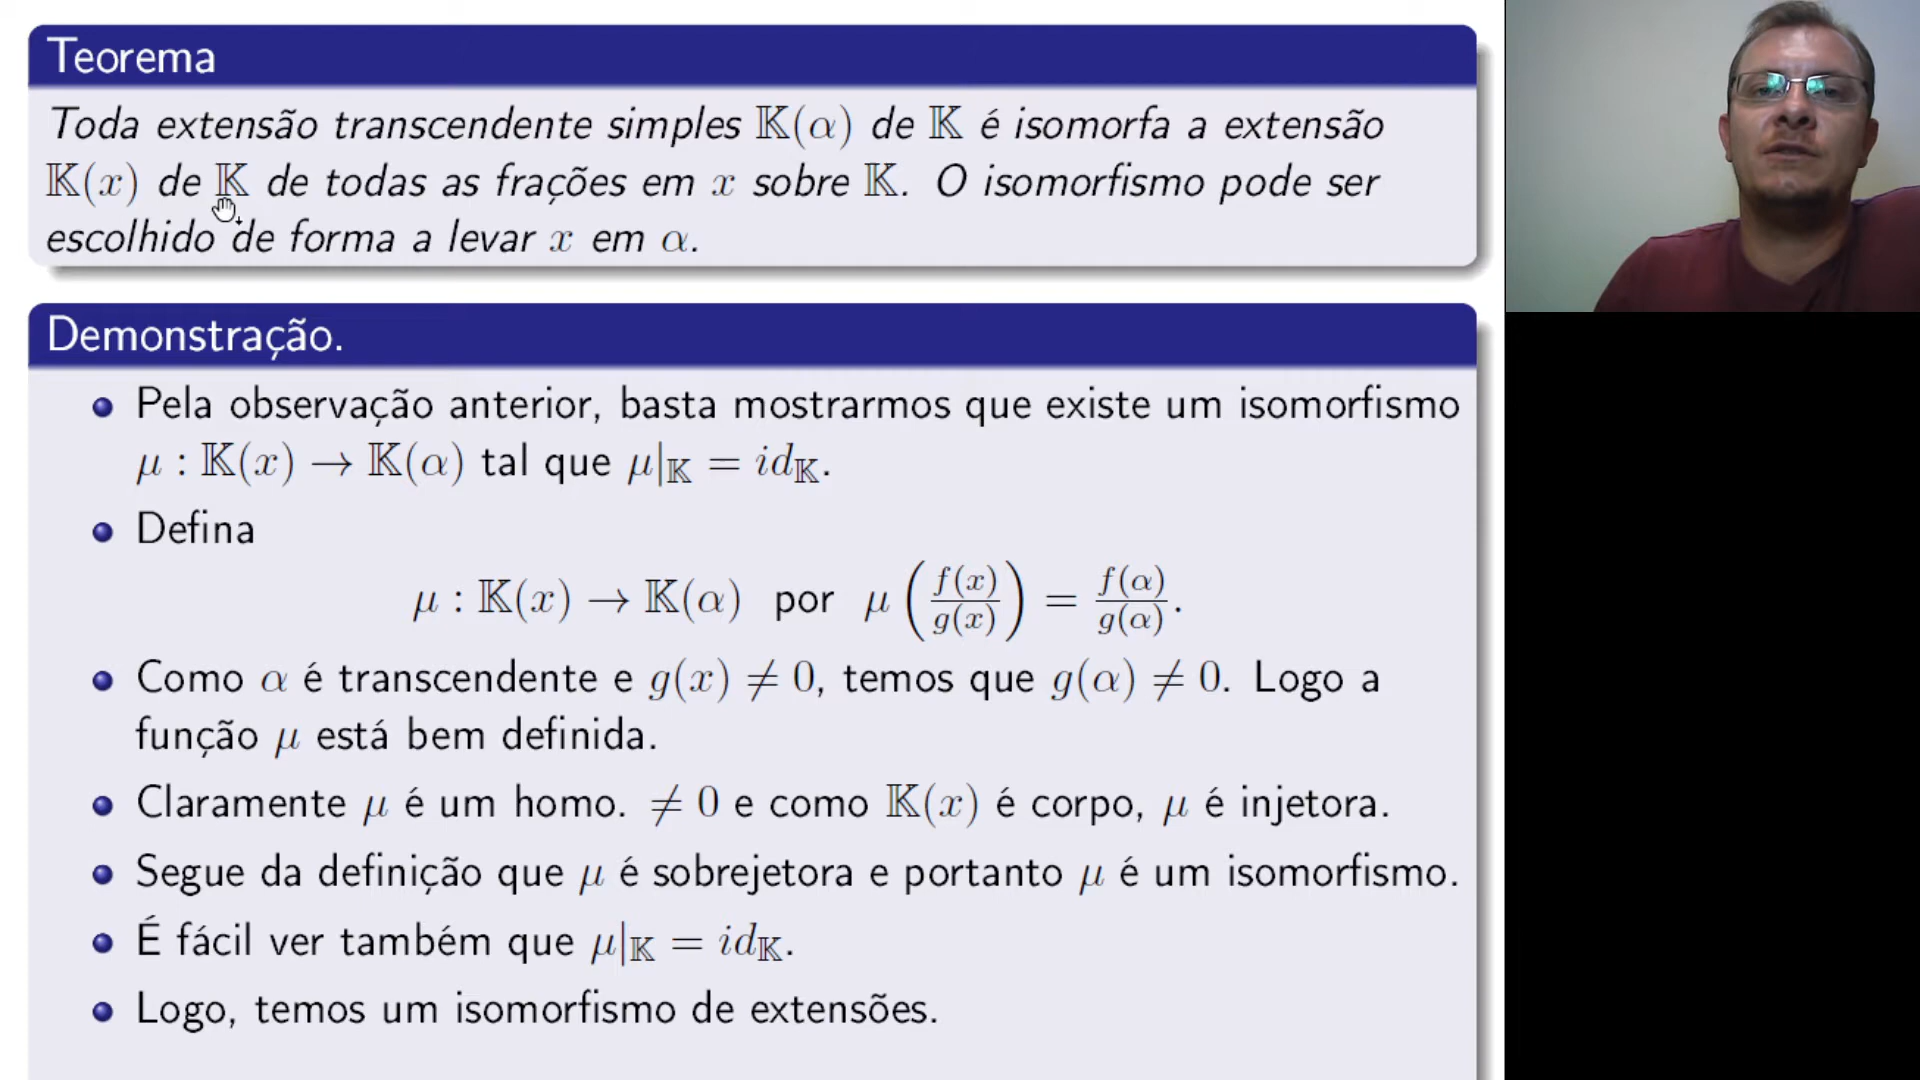 Teorema
Toda extensão transcendente simples 𝕂(α) de 𝕂 é isomorfa a extensão
𝕂(x) de 𝕂 de todas as frações em x sobre 𝕂. O isomorfismo pode ser
escolhido de forma a levar x em α.
Demonstração.
Pela observação anterior, basta mostrarmos que existe um isomorfismo
μ : 𝕂(x) → 𝕂(α) tal que μ|𝕂 = id𝕂.
Defina
μ : 𝕂(x) → 𝕂(α) por μ(f(x)/g(x)) = f(α)/g(α).
Como α é transcendente e g(x) ≠ 0, temos que g(α) ≠ 0. Logo a
função μ está bem definida.
Claramente μ é um homo. ≠ 0 e como 𝕂(x) é corpo, μ é injetora.
Segue da definição que μ é sobrejetora e portanto μ é um isomorfismo.
É fácil ver também que μ|𝕂 = id𝕂.
Logo, temos um isomorfismo de extensões.